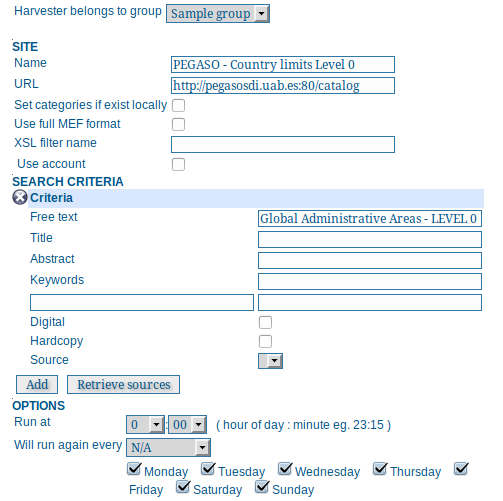 Harvester belongs to group Sample group
SITE
Name PEGASO - Country limits Level 0
URL http://pegasosdi.uab.es:80/catalog
Set categories if exist locally
Use full MEF format
XSL filter name
Use account
SEARCH CRITERIA
Criteria
Free text Global Administrative Areas - LEVEL 0
Title
Abstract
Keywords
Digital
Hardcopy
Source
Add Retrieve sources
OPTIONS
Run at 0 : 00 ( hour of day : minute eg. 23:15 )
Will run again every N/A
Monday Tuesday Wednesday Thursday
Friday Saturday Sunday